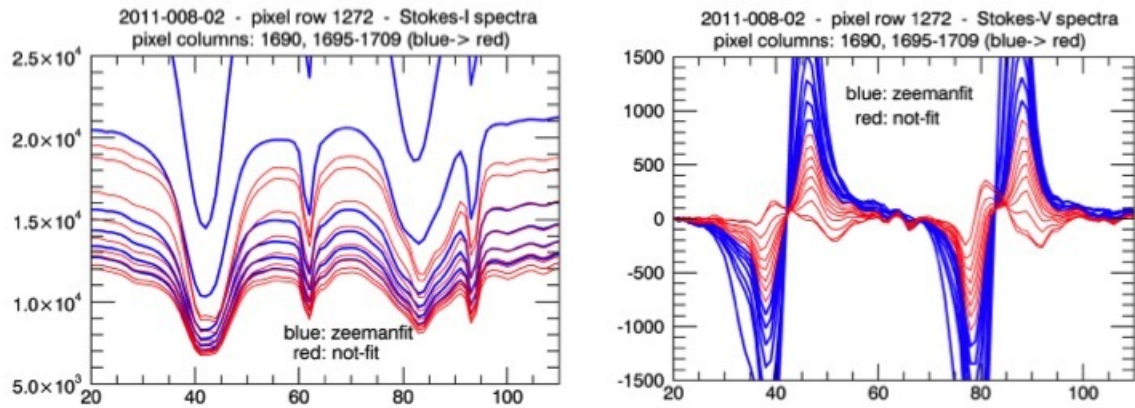 2011-008-02 - pixel row 1272 - Stokes-I spectra
pixel columns: 1690, 1695-1709 (blue-> red)
2.5×10⁴
2.0×10⁴
1.5×10⁴
1.0×10⁴
5.0×10³
blue: zeemanfit
red: not-fit
20 40 60 80 100
2011-008-02 - pixel row 1272 - Stokes-V spectra
pixel columns: 1690, 1695-1709 (blue-> red)
1500
1000
500
0
-500
-1000
-1500
blue: zeemanfit
red: not-fit
20 40 60 80 100